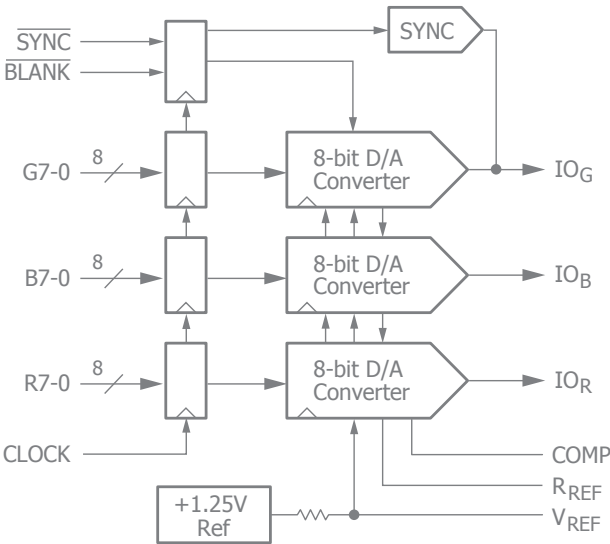 SYNC
SYNC
BLANK
G7-0
8
8-bit D/A
Converter
IOG
B7-0
8
8-bit D/A
Converter
IOB
R7-0
8
8-bit D/A
Converter
IOR
CLOCK
COMP
RREF
+1.25V
Ref
VREF